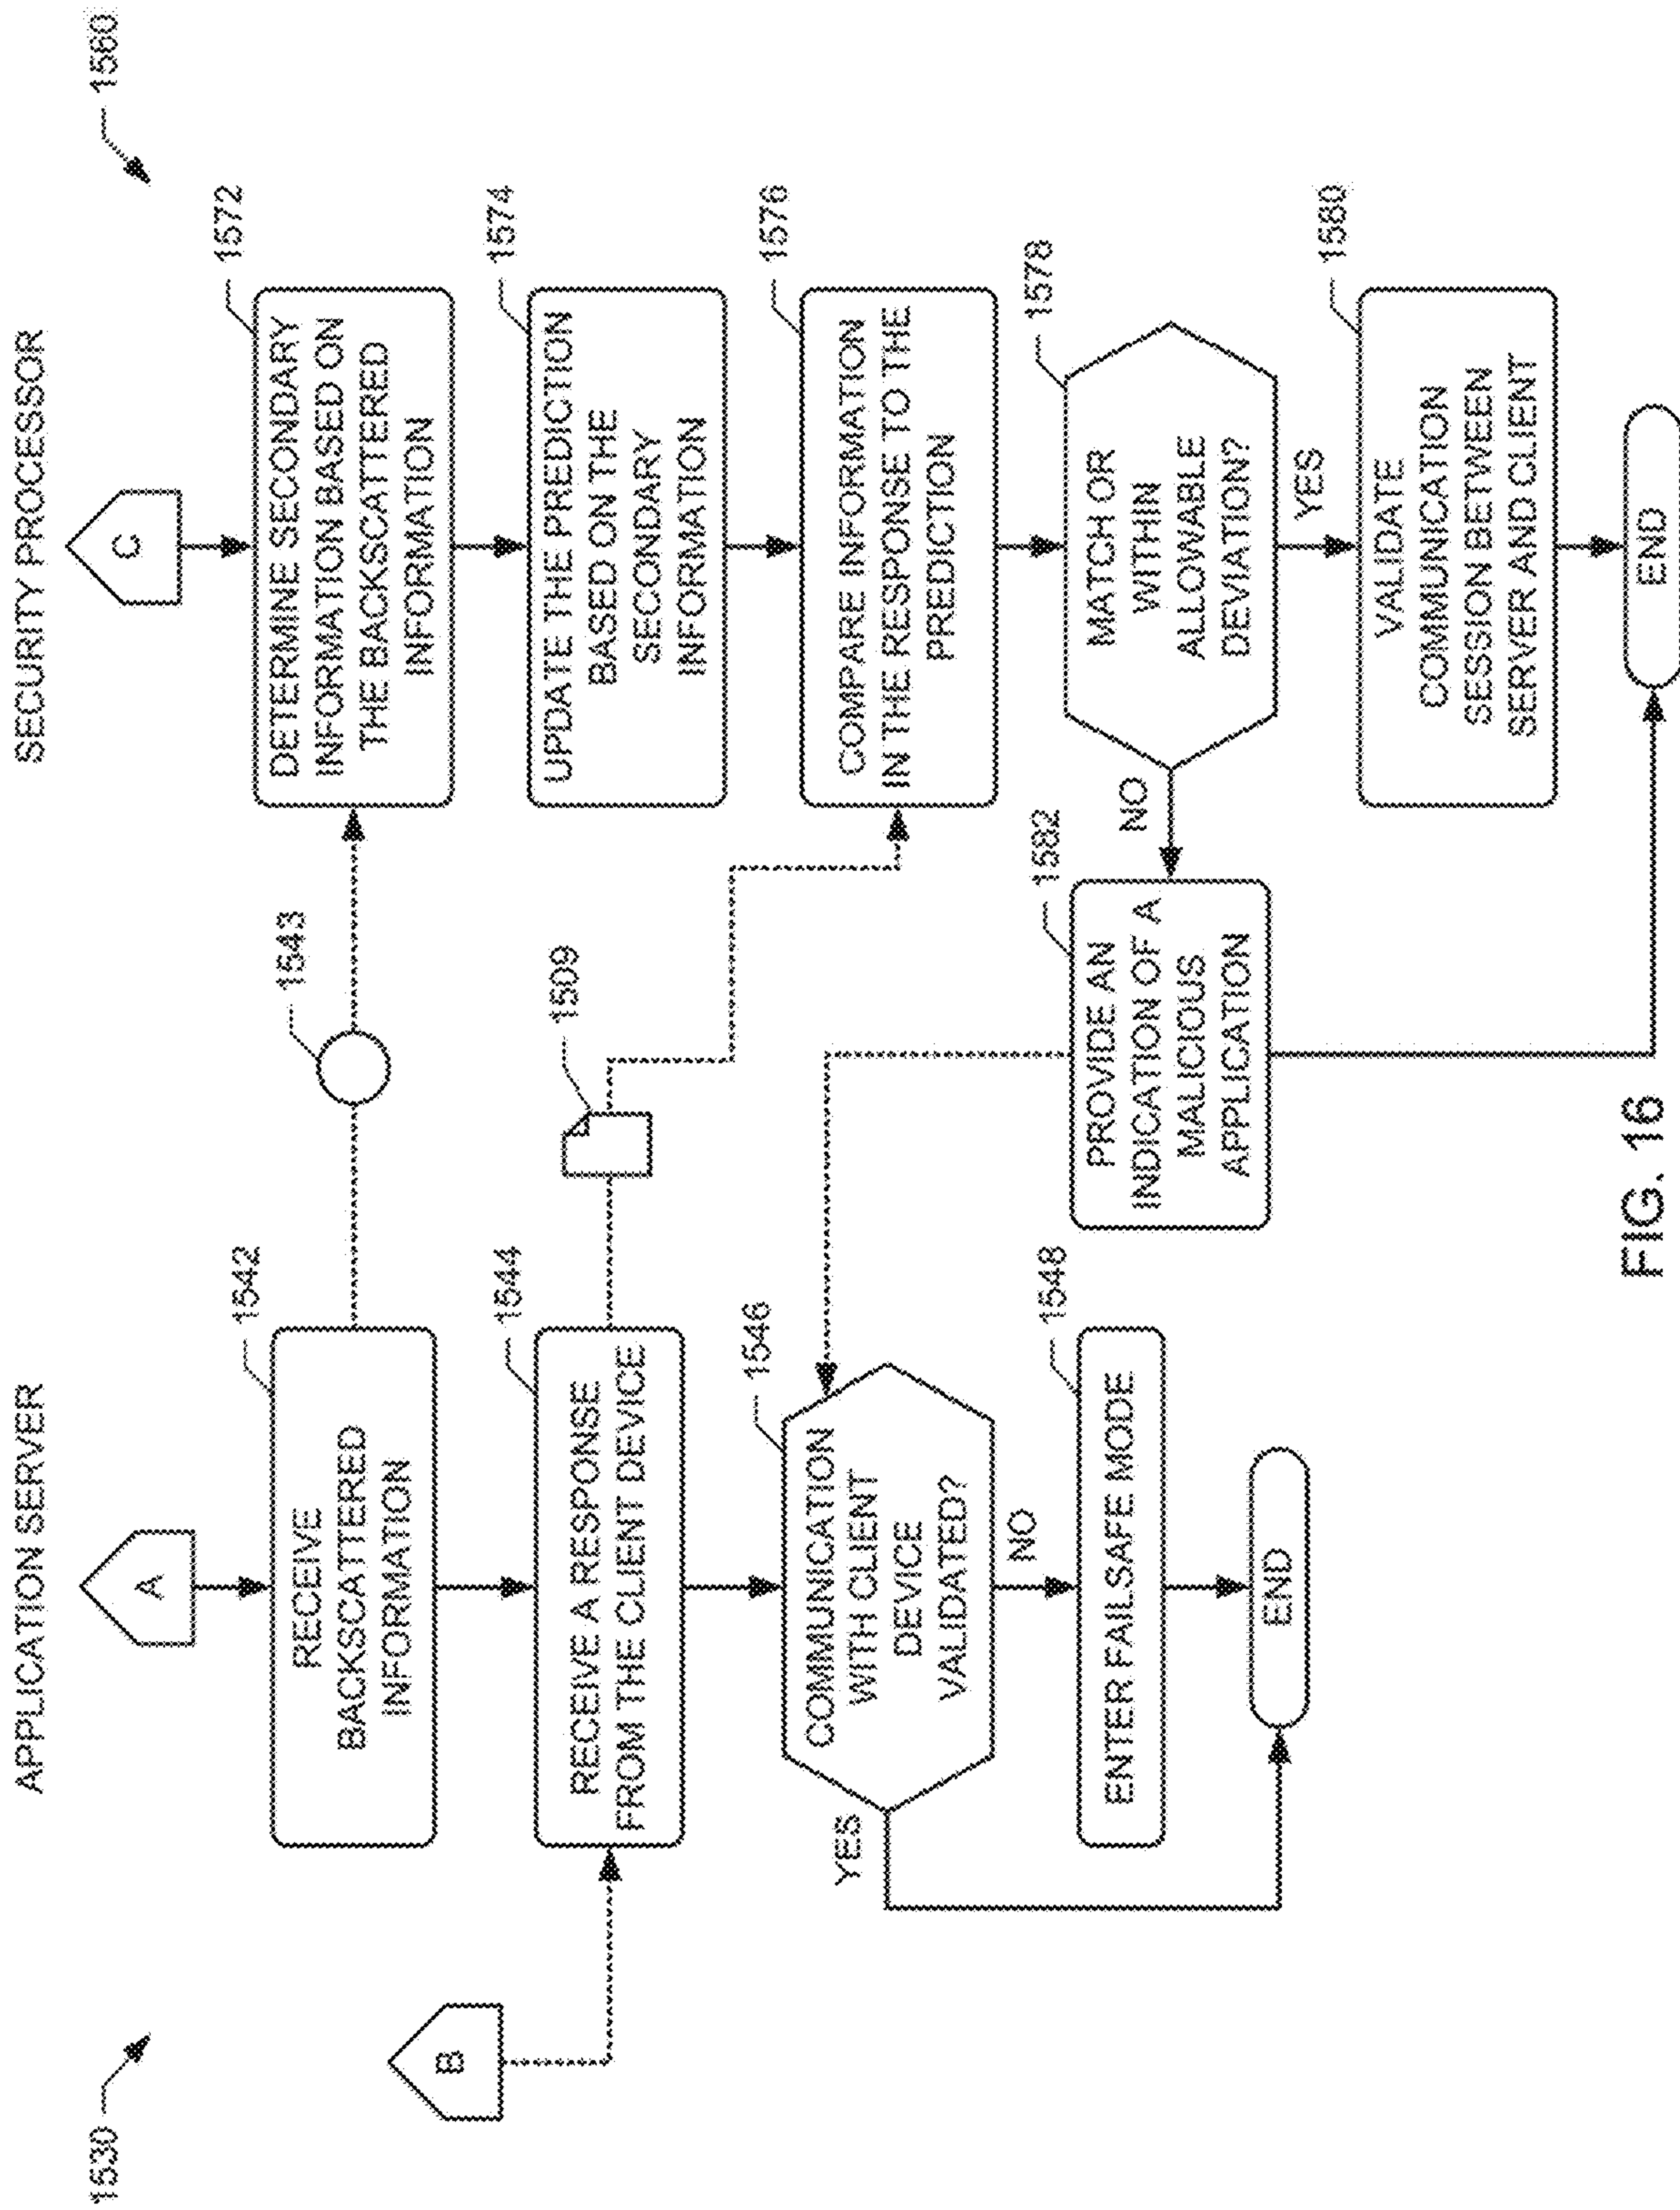 APPLICATION SERVER
SECURITY PROCESSOR
1530
1560
A
C
1542
RECEIVE
BACKSCATTERED
INFORMATION
1543
1572
DETERMINE SECONDARY
INFORMATION BASED ON
THE BACKSCATTERED
INFORMATION
B
1544
RECEIVE A RESPONSE
FROM THE CLIENT DEVICE
1509
1574
UPDATE THE PREDICTION
BASED ON THE
SECONDARY
INFORMATION
1546
COMMUNICATION
WITH CLIENT
DEVICE
VALIDATED?
YES
NO
1576
COMPARE INFORMATION
IN THE RESPONSE TO THE
PREDICTION
1548
ENTER FAILSAFE MODE
1582
PROVIDE AN
INDICATION OF A
MALICIOUS
APPLICATION
NO
1578
MATCH OR
WITHIN
ALLOWABLE
DEVIATION?
YES
END
1580
VALIDATE
COMMUNICATION
SESSION BETWEEN
SERVER AND CLIENT
END
FIG. 16